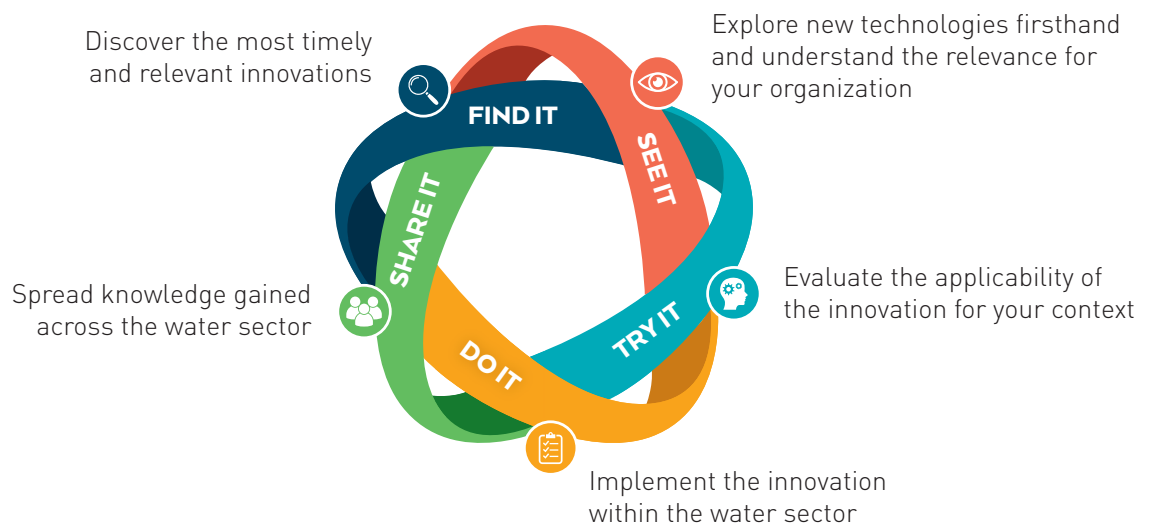 Discover the most timely
and relevant innovations
FIND IT
Explore new technologies firsthand
and understand the relevance for
your organization
SEE IT
Evaluate the applicability of
the innovation for your context
TRY IT
Implement the innovation
within the water sector
DO IT
Spread knowledge gained
across the water sector
SHARE IT